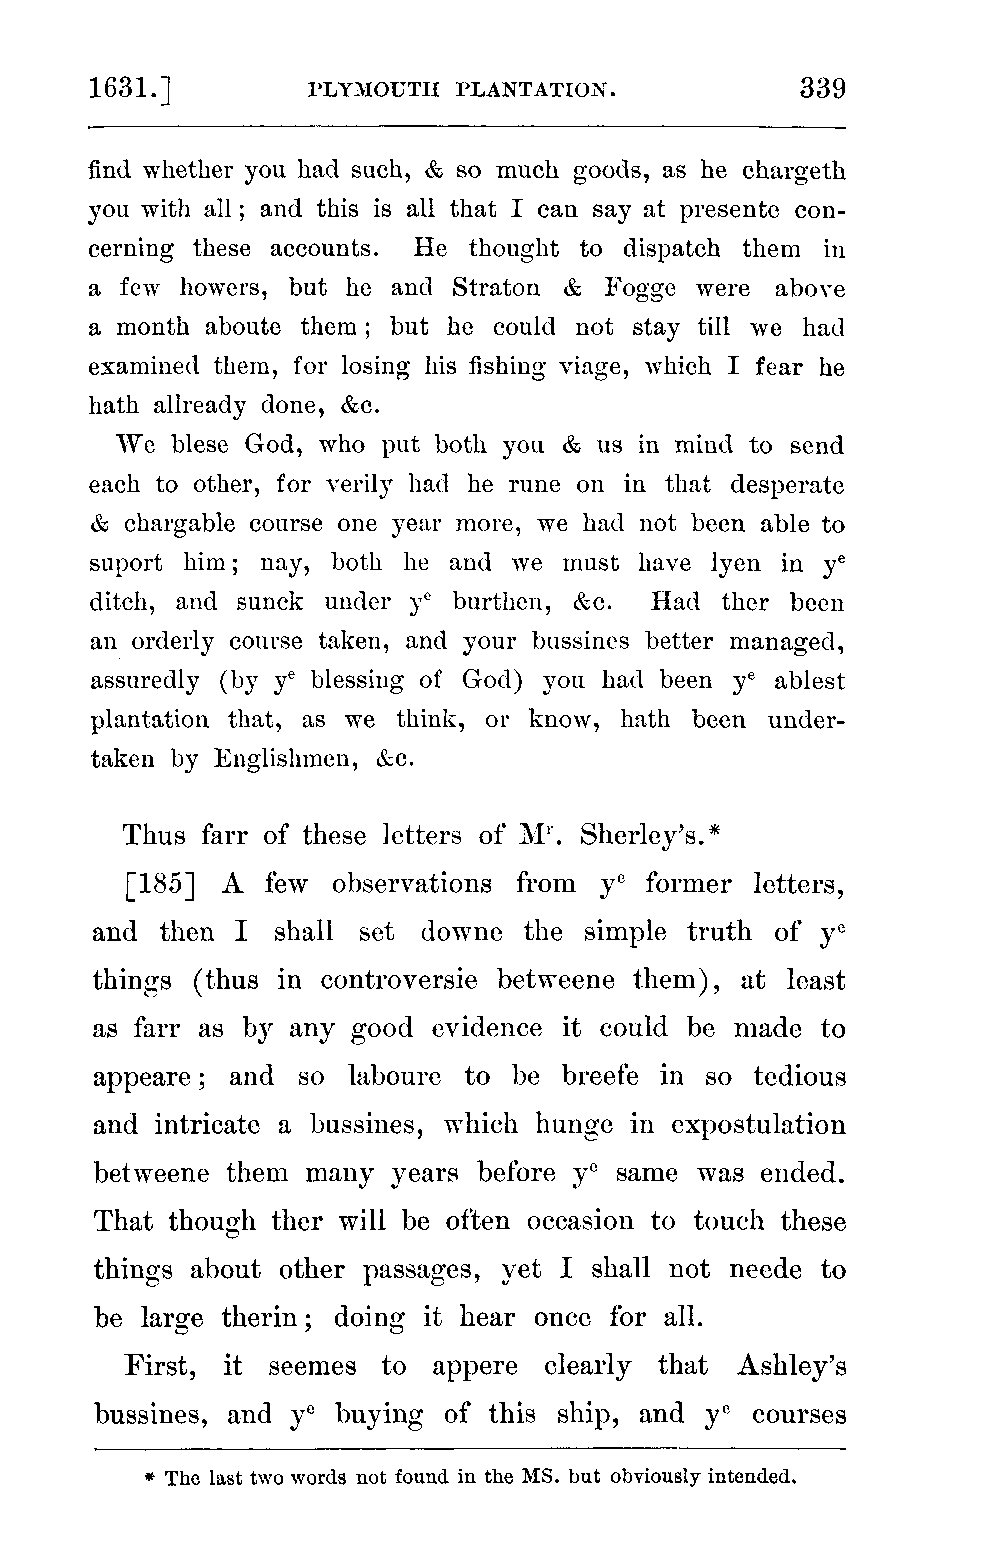 1631.] PLYMOUTH PLANTATION. 339
find whether you had such, & so much goods, as he chargeth
you with all; and this is all that I can say at presente con-
cerning these accounts. He thought to dispatch them in
a few howers, but he and Straton & Fogge were above
a month aboute them; but he could not stay till we had
examined them, for losing his fishing viage, which I fear he
hath allready done, &c.
We blese God, who put both you & us in mind to send
each to other, for verily had he rune on in that desperate
& chargable course one year more, we had not been able to
suport him; nay, both he and we must have lyen in yᵉ
ditch, and sunck under yᵉ burthen, &c. Had ther been
an orderly course taken, and your bussines better managed,
assuredly (by yᵉ blessing of God) you had been yᵉ ablest
plantation that, as we think, or know, hath been under-
taken by Englishmen, &c.
Thus farr of these letters of Mʳ. Sherley's.*
[185] A few observations from yᵉ former letters,
and then I shall set downe the simple truth of yᵉ
things (thus in controversie betweene them), at least
as farr as by any good evidence it could be made to
appeare; and so laboure to be breefe in so tedious
and intricate a bussines, which hunge in expostulation
betweene them many years before yᵉ same was ended.
That though ther will be often occasion to touch these
things about other passages, yet I shall not neede to
be large therin; doing it hear once for all.
First, it seemes to appere clearly that Ashley's
bussines, and yᵉ buying of this ship, and yᵉ courses
* The last two words not found in the MS. but obviously intended.